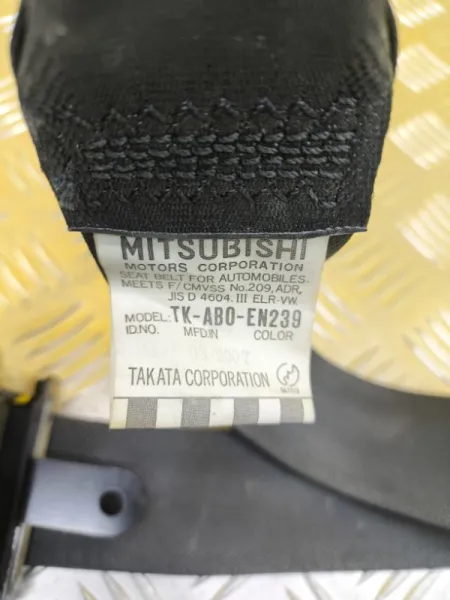 MITSUBISHI
MOTORS CORPORATION
SEAT BELT FOR AUTOMOBILES.
MEETS F/CMVSS No.209, ADR,
JIS D 4604. III ELR-VW.
MODEL: TK-AB0-EN239
ID.NO. MFD.IN COLOR
TAKATA CORPORATION